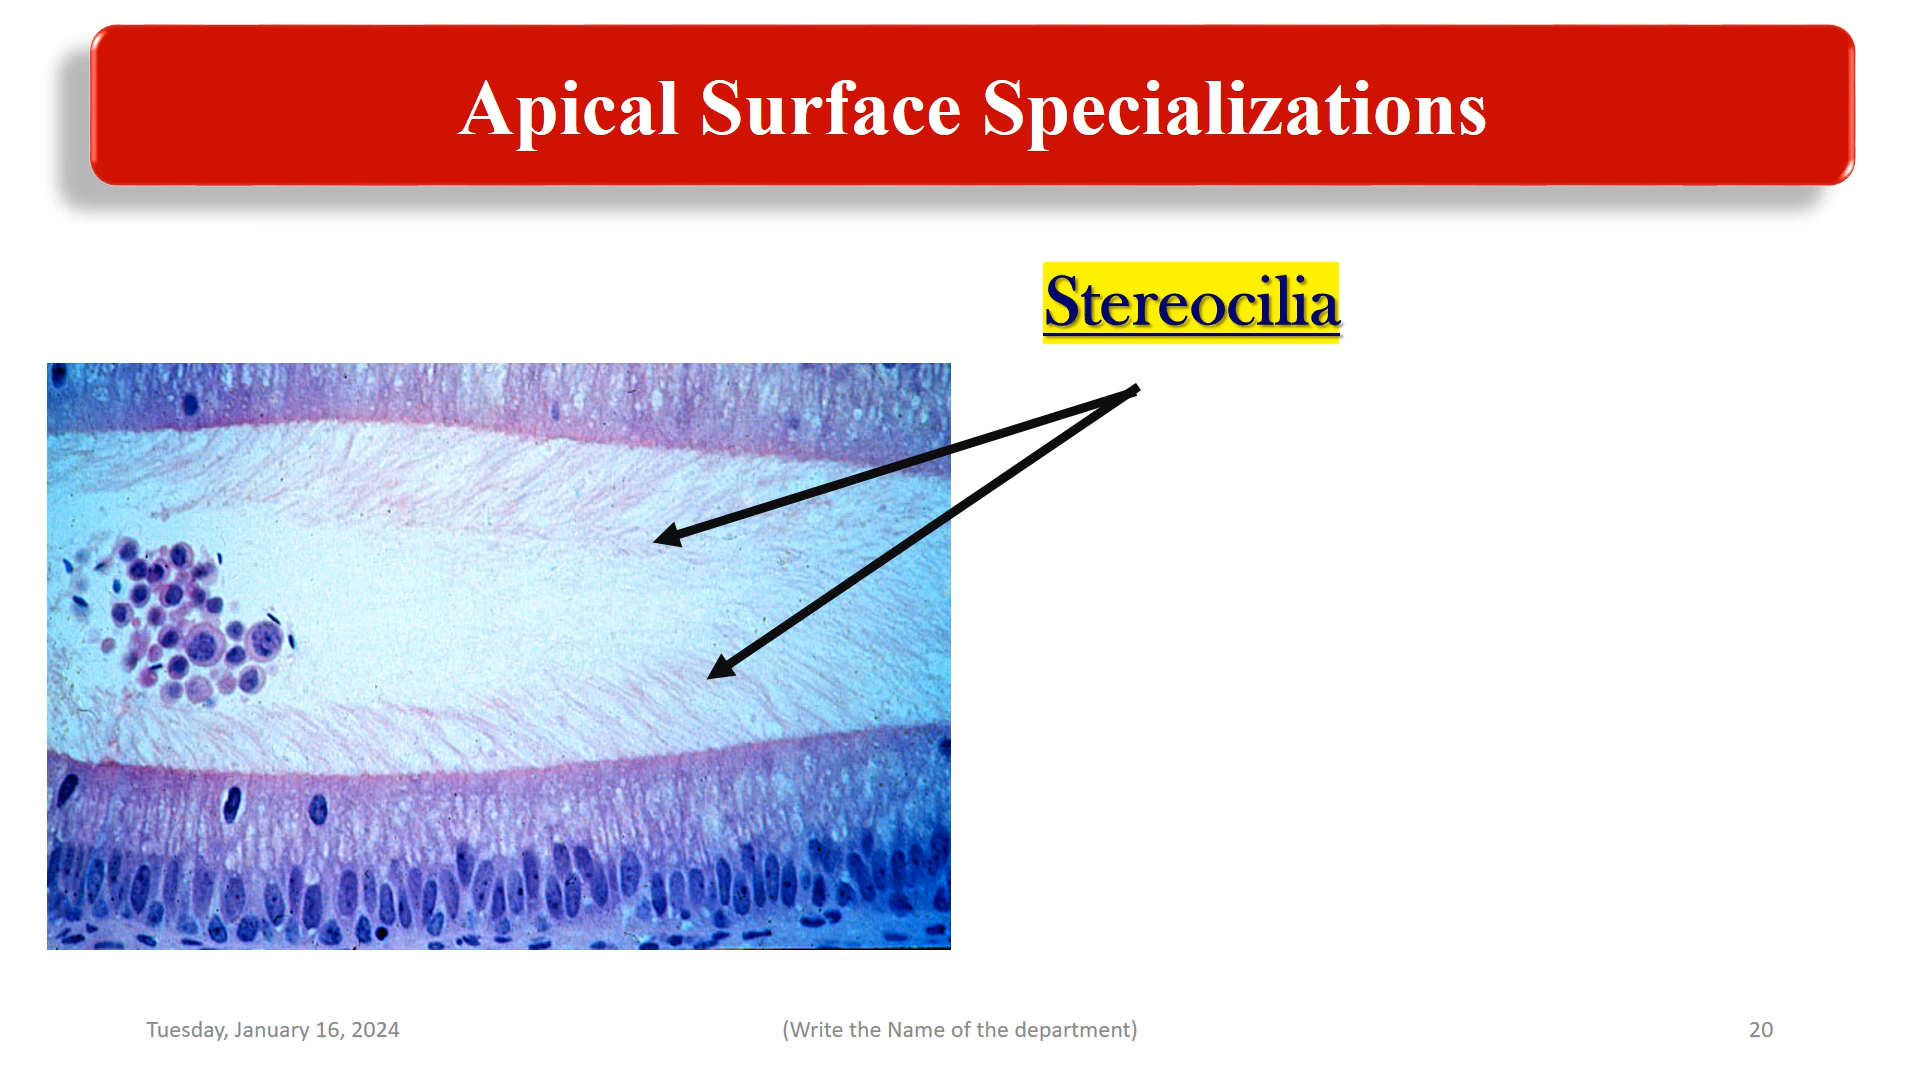 Apical Surface Specializations
Stereocilia
Tuesday, January 16, 2024
(Write the Name of the department)
20